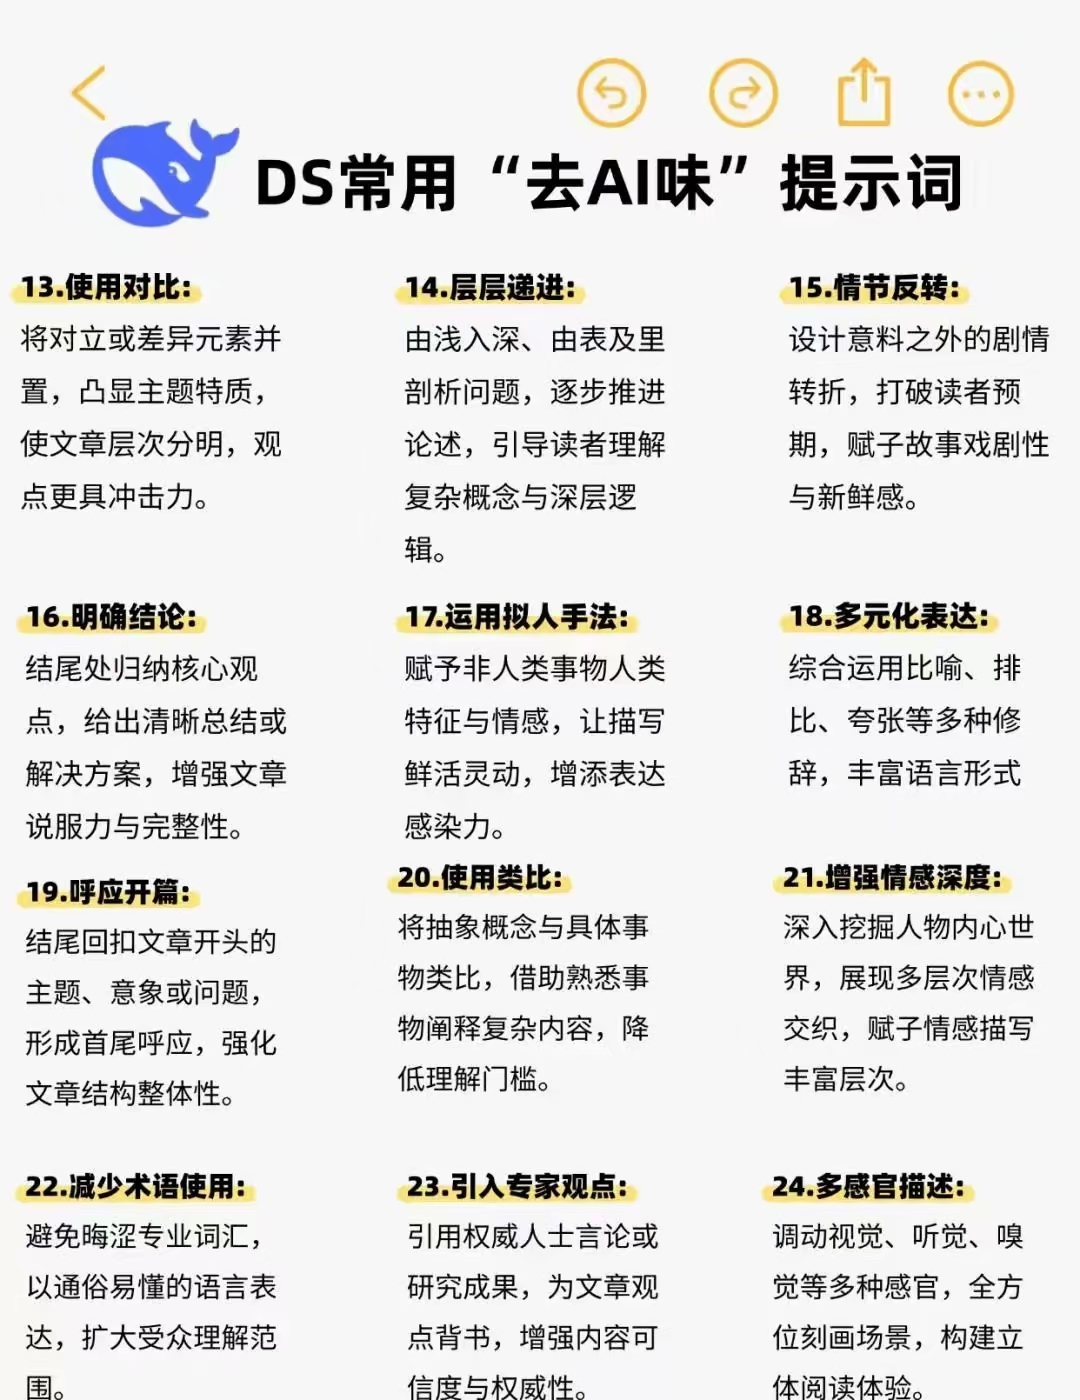 DS常用“去AI味”提示词
13.使用对比:
将对立或差异元素并
置，凸显主题特质，
使文章层次分明，观
点更具冲击力。
14.层层递进:
由浅入深、由表及里
剖析问题，逐步推进
论述，引导读者理解
复杂概念与深层逻
辑。
15.情节反转:
设计意料之外的剧情
转折，打破读者预
期，赋子故事戏剧性
与新鲜感。
16.明确结论:
结尾处归纳核心观
点，给出清晰总结或
解决方案，增强文章
说服力与完整性。
17.运用拟人手法:
赋予非人类事物人类
特征与情感，让描写
鲜活灵动，增添表达
感染力。
18.多元化表达:
综合运用比喻、排
比、夸张等多种修
辞，丰富语言形式
19.呼应开篇:
结尾回扣文章开头的
主题、意象或问题，
形成首尾呼应，强化
文章结构整体性。
20.使用类比:
将抽象概念与具体事
物类比，借助熟悉事
物阐释复杂内容，降
低理解门槛。
21.增强情感深度:
深入挖掘人物内心世
界，展现多层次情感
交织，赋子情感描写
丰富层次。
22.减少术语使用:
避免晦涩专业词汇，
以通俗易懂的语言表
达，扩大受众理解范
围。
23.引入专家观点:
引用权威人士言论或
研究成果，为文章观
点背书，增强内容可
信度与权威性。
24.多感官描述:
调动视觉、听觉、嗅
觉等多种感官，全方
位刻画场景，构建立
体阅读体验。